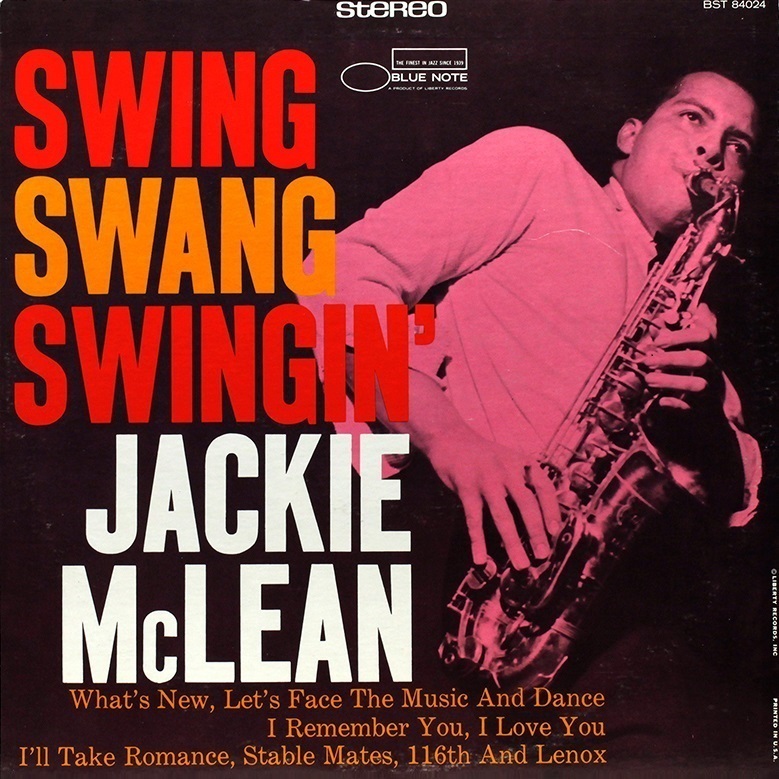 STEREO
BST 84024
THE FINEST IN JAZZ SINCE 1939
BLUE NOTE
A PRODUCT OF LIBERTY RECORDS
SWING
SWANG
SWINGIN'
JACKIE
McLEAN
What's New, Let's Face The Music And Dance
I Remember You, I Love You
I'll Take Romance, Stable Mates, 116th And Lenox
© LIBERTY RECORDS, INC
PRINTED IN U.S.A.